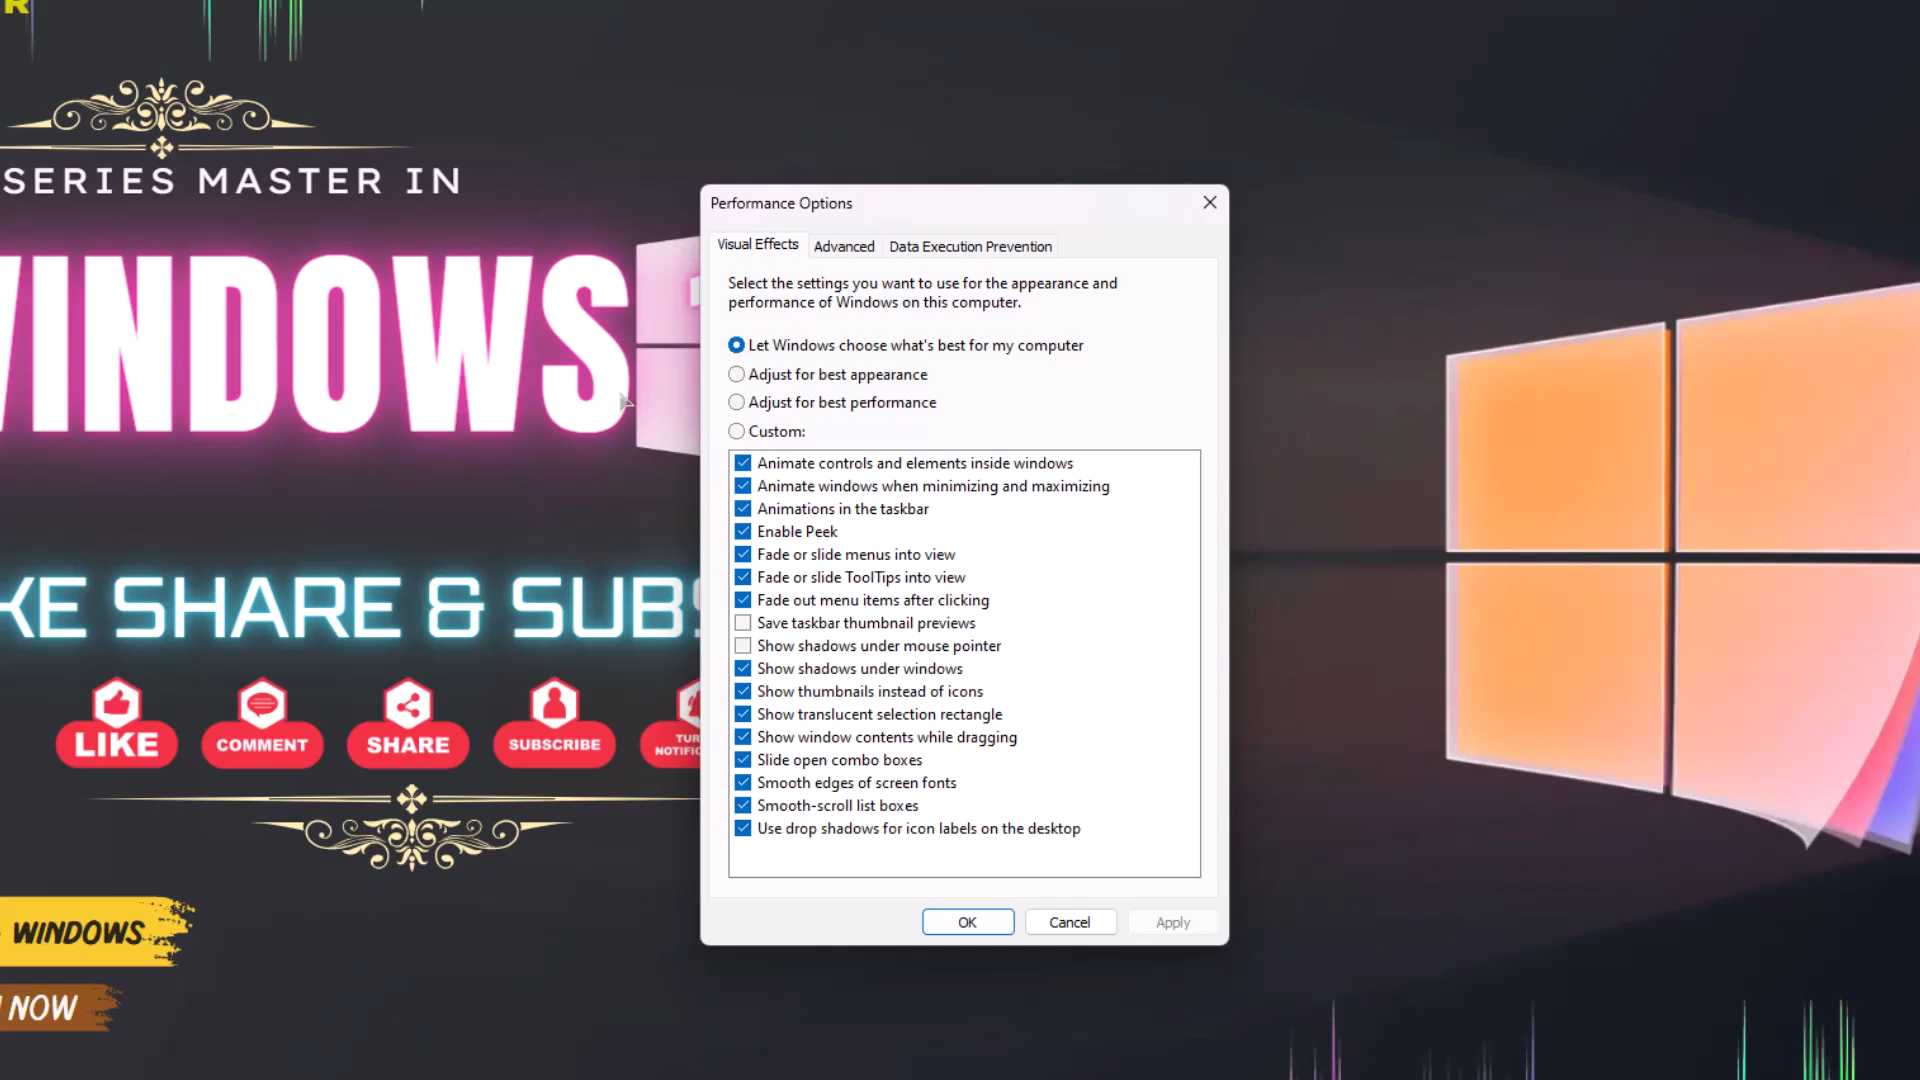 R
SERIES MASTER IN
WINDOWS
KE SHARE & SUBS
LIKE
COMMENT
SHARE
SUBSCRIBE
TUR
NOTIFIC
WINDOWS
NOW
Performance Options
Visual Effects
Advanced
Data Execution Prevention
Select the settings you want to use for the appearance and
performance of Windows on this computer.
Let Windows choose what's best for my computer
Adjust for best appearance
Adjust for best performance
Custom:
Animate controls and elements inside windows
Animate windows when minimizing and maximizing
Animations in the taskbar
Enable Peek
Fade or slide menus into view
Fade or slide ToolTips into view
Fade out menu items after clicking
Save taskbar thumbnail previews
Show shadows under mouse pointer
Show shadows under windows
Show thumbnails instead of icons
Show translucent selection rectangle
Show window contents while dragging
Slide open combo boxes
Smooth edges of screen fonts
Smooth-scroll list boxes
Use drop shadows for icon labels on the desktop
OK
Cancel
Apply